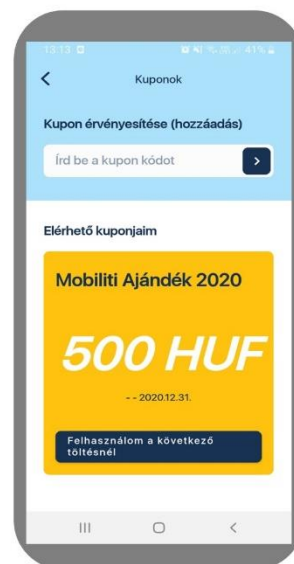 13:13
41%
Kuponok
Kupon érvényesítése (hozzáadás)
Írd be a kupon kódot
Elérhető kuponjaim
Mobiliti Ajándék 2020
500 HUF
- - 2020.12.31.
Felhasználom a következő
töltésnél